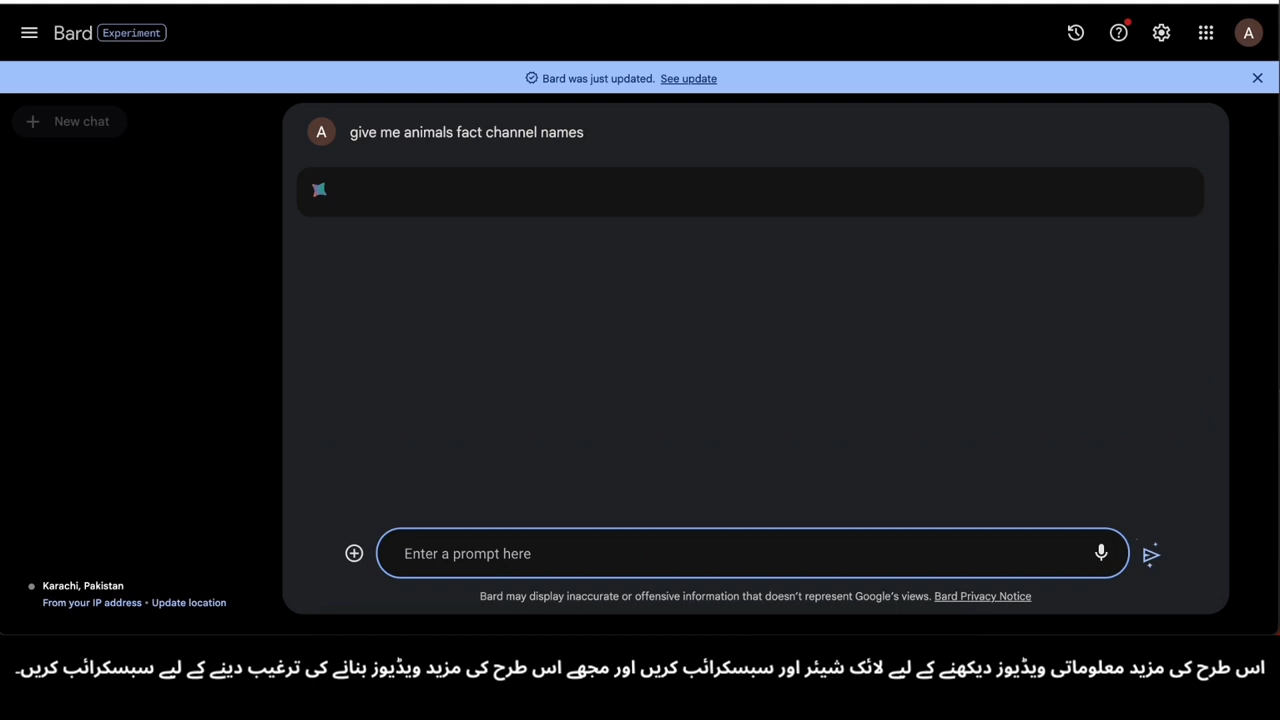 Bard Experiment
A
Bard was just updated. See update
New chat
A give me animals fact channel names
Enter a prompt here
Bard may display inaccurate or offensive information that doesn't represent Google's views. Bard Privacy Notice
Karachi, Pakistan
From your IP address • Update location
اس طرح کی مزید معلوماتی ویڈیوز دیکھنے کے لیے لائک شیئر اور سبسکرائب کریں اور مجھے اس طرح کی مزید ویڈیوز بنانے کی ترغیب دینے کے لیے سبسکرائب کریں۔